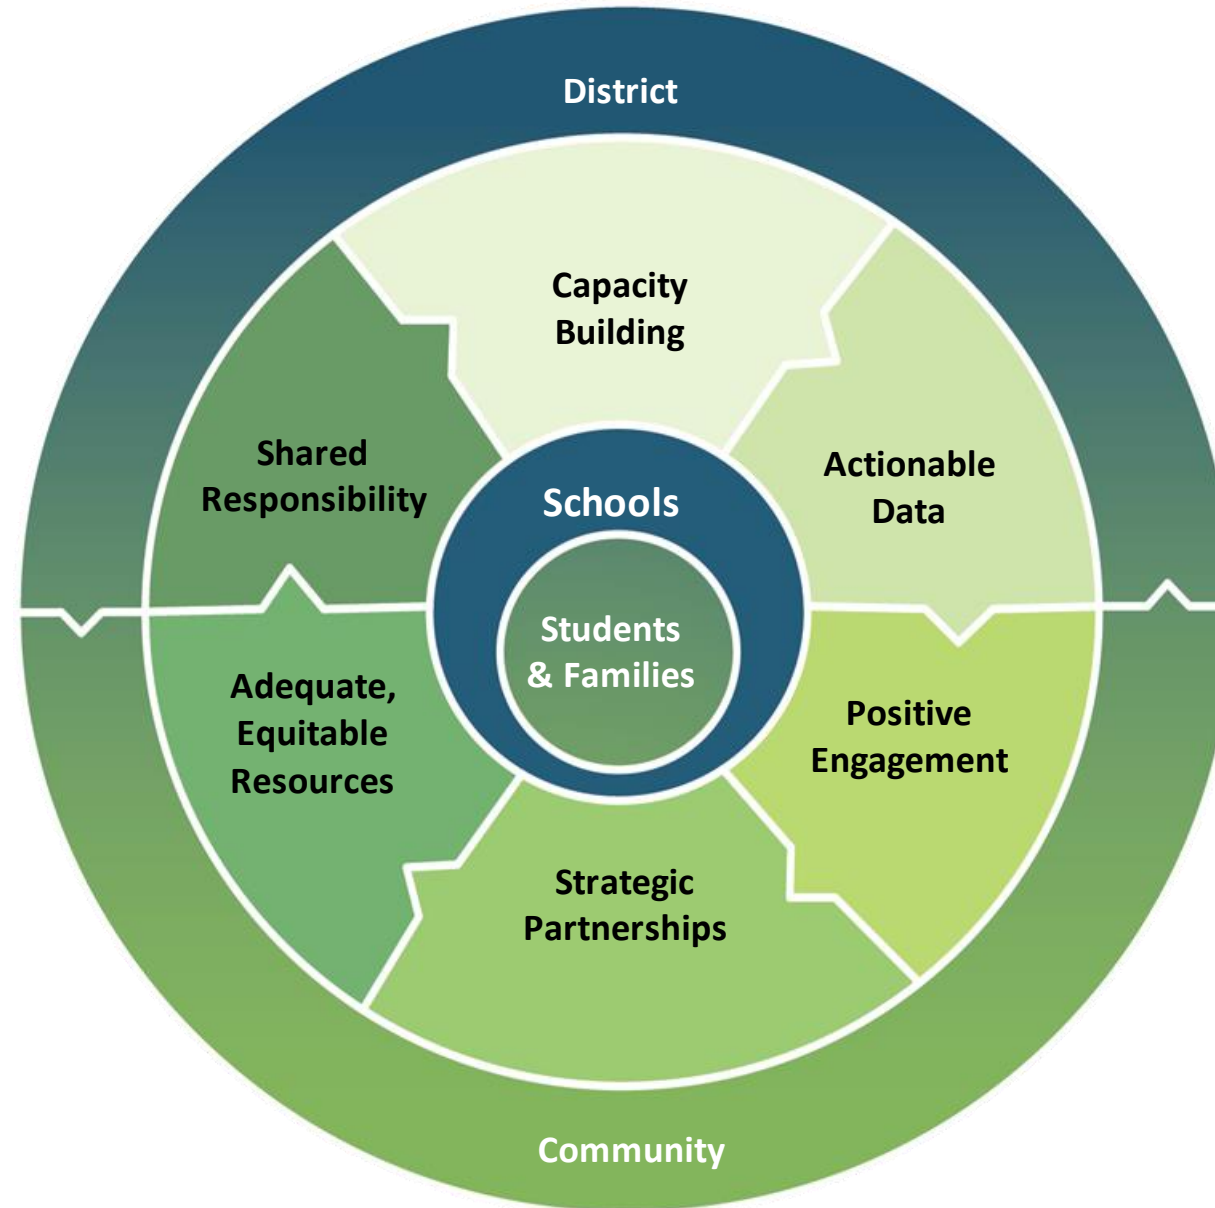 District
Capacity
Building
Shared
Responsibility
Actionable
Data
Schools
Students
& Families
Adequate,
Equitable
Resources
Positive
Engagement
Strategic
Partnerships
Community